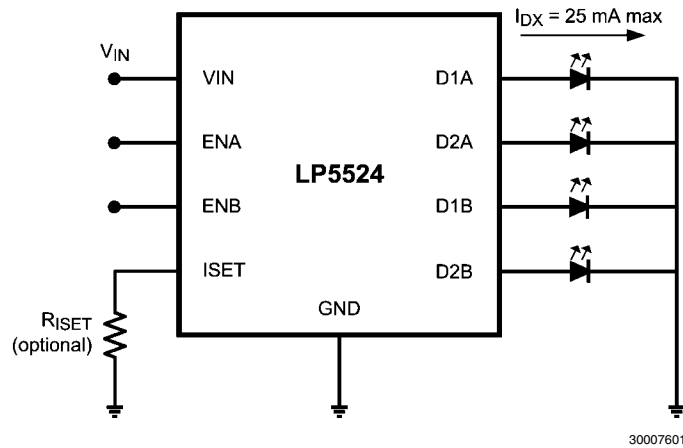 I_DX = 25 mA max
V_IN
VIN
D1A
ENA
D2A
LP5524
ENB
D1B
ISET
D2B
GND
R_ISET
(optional)
30007601